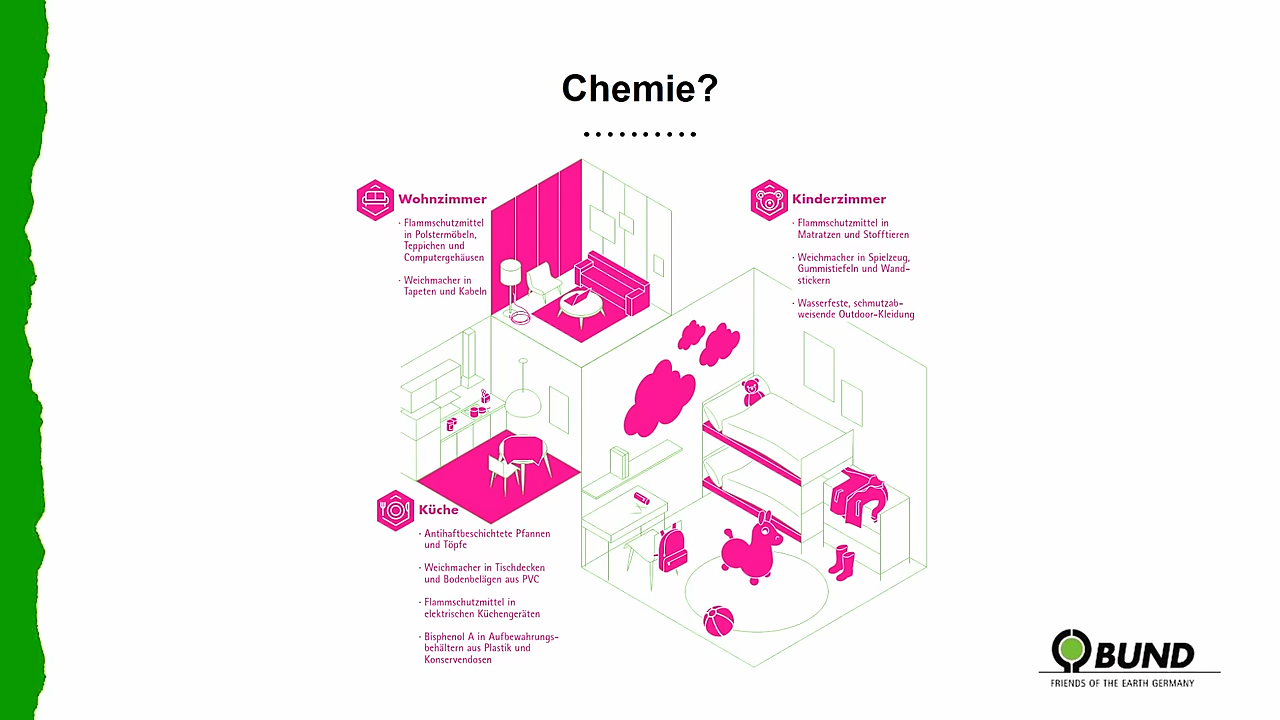 Chemie?
Wohnzimmer
· Flammschutzmittel
in Polstermöbeln,
Teppichen und
Computergehäusen
· Weichmacher in
Tapeten und Kabeln
Kinderzimmer
· Flammschutzmittel in
Matratzen und Stofftieren
· Weichmacher in Spielzeug,
Gummistiefeln und Wand-
stickern
· Wasserfeste, schmutzab-
weisende Outdoor-Kleidung
Küche
· Antihaftbeschichtete Pfannen
und Töpfe
· Weichmacher in Tischdecken
und Bodenbelägen aus PVC
· Flammschutzmittel in
elektrischen Küchengeräten
· Bisphenol A in Aufbewahrungs-
behältern aus Plastik und
Konservendosen
BUND
FRIENDS OF THE EARTH GERMANY